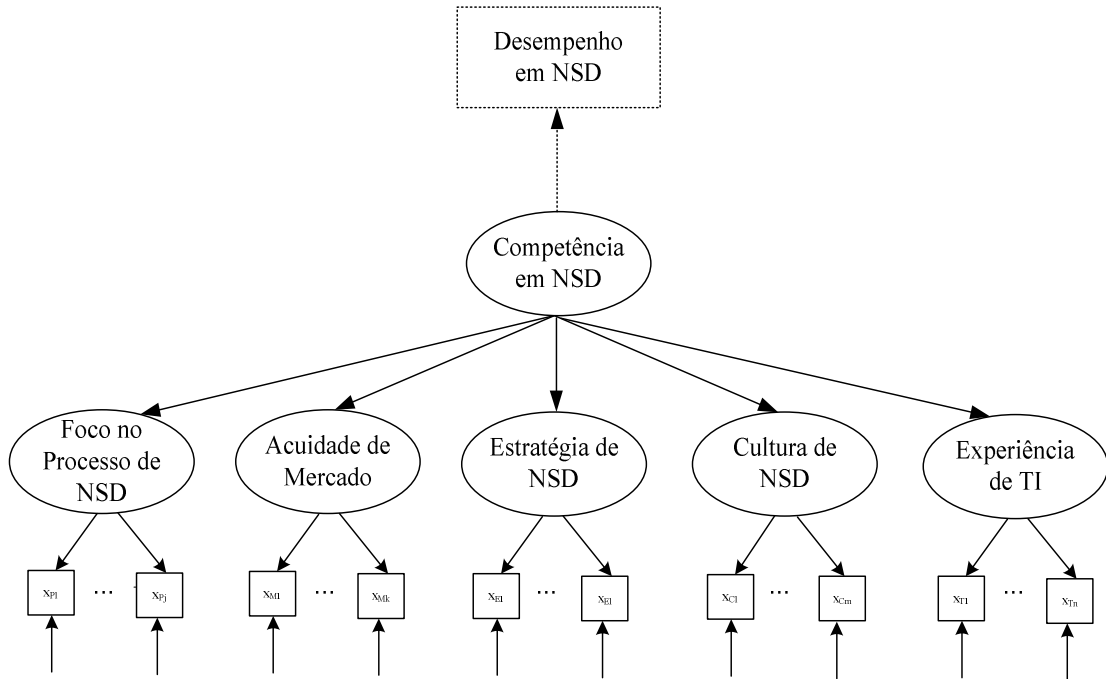 Desempenho
em NSD
Competência
em NSD
Foco no
Processo de
NSD
Acuidade de
Mercado
Estratégia de
NSD
Cultura de
NSD
Experiência
de TI
xP1 ... xPj
xM1 ... xMk
xE1 ... xEl
xC1 ... xCm
xT1 ... xTn